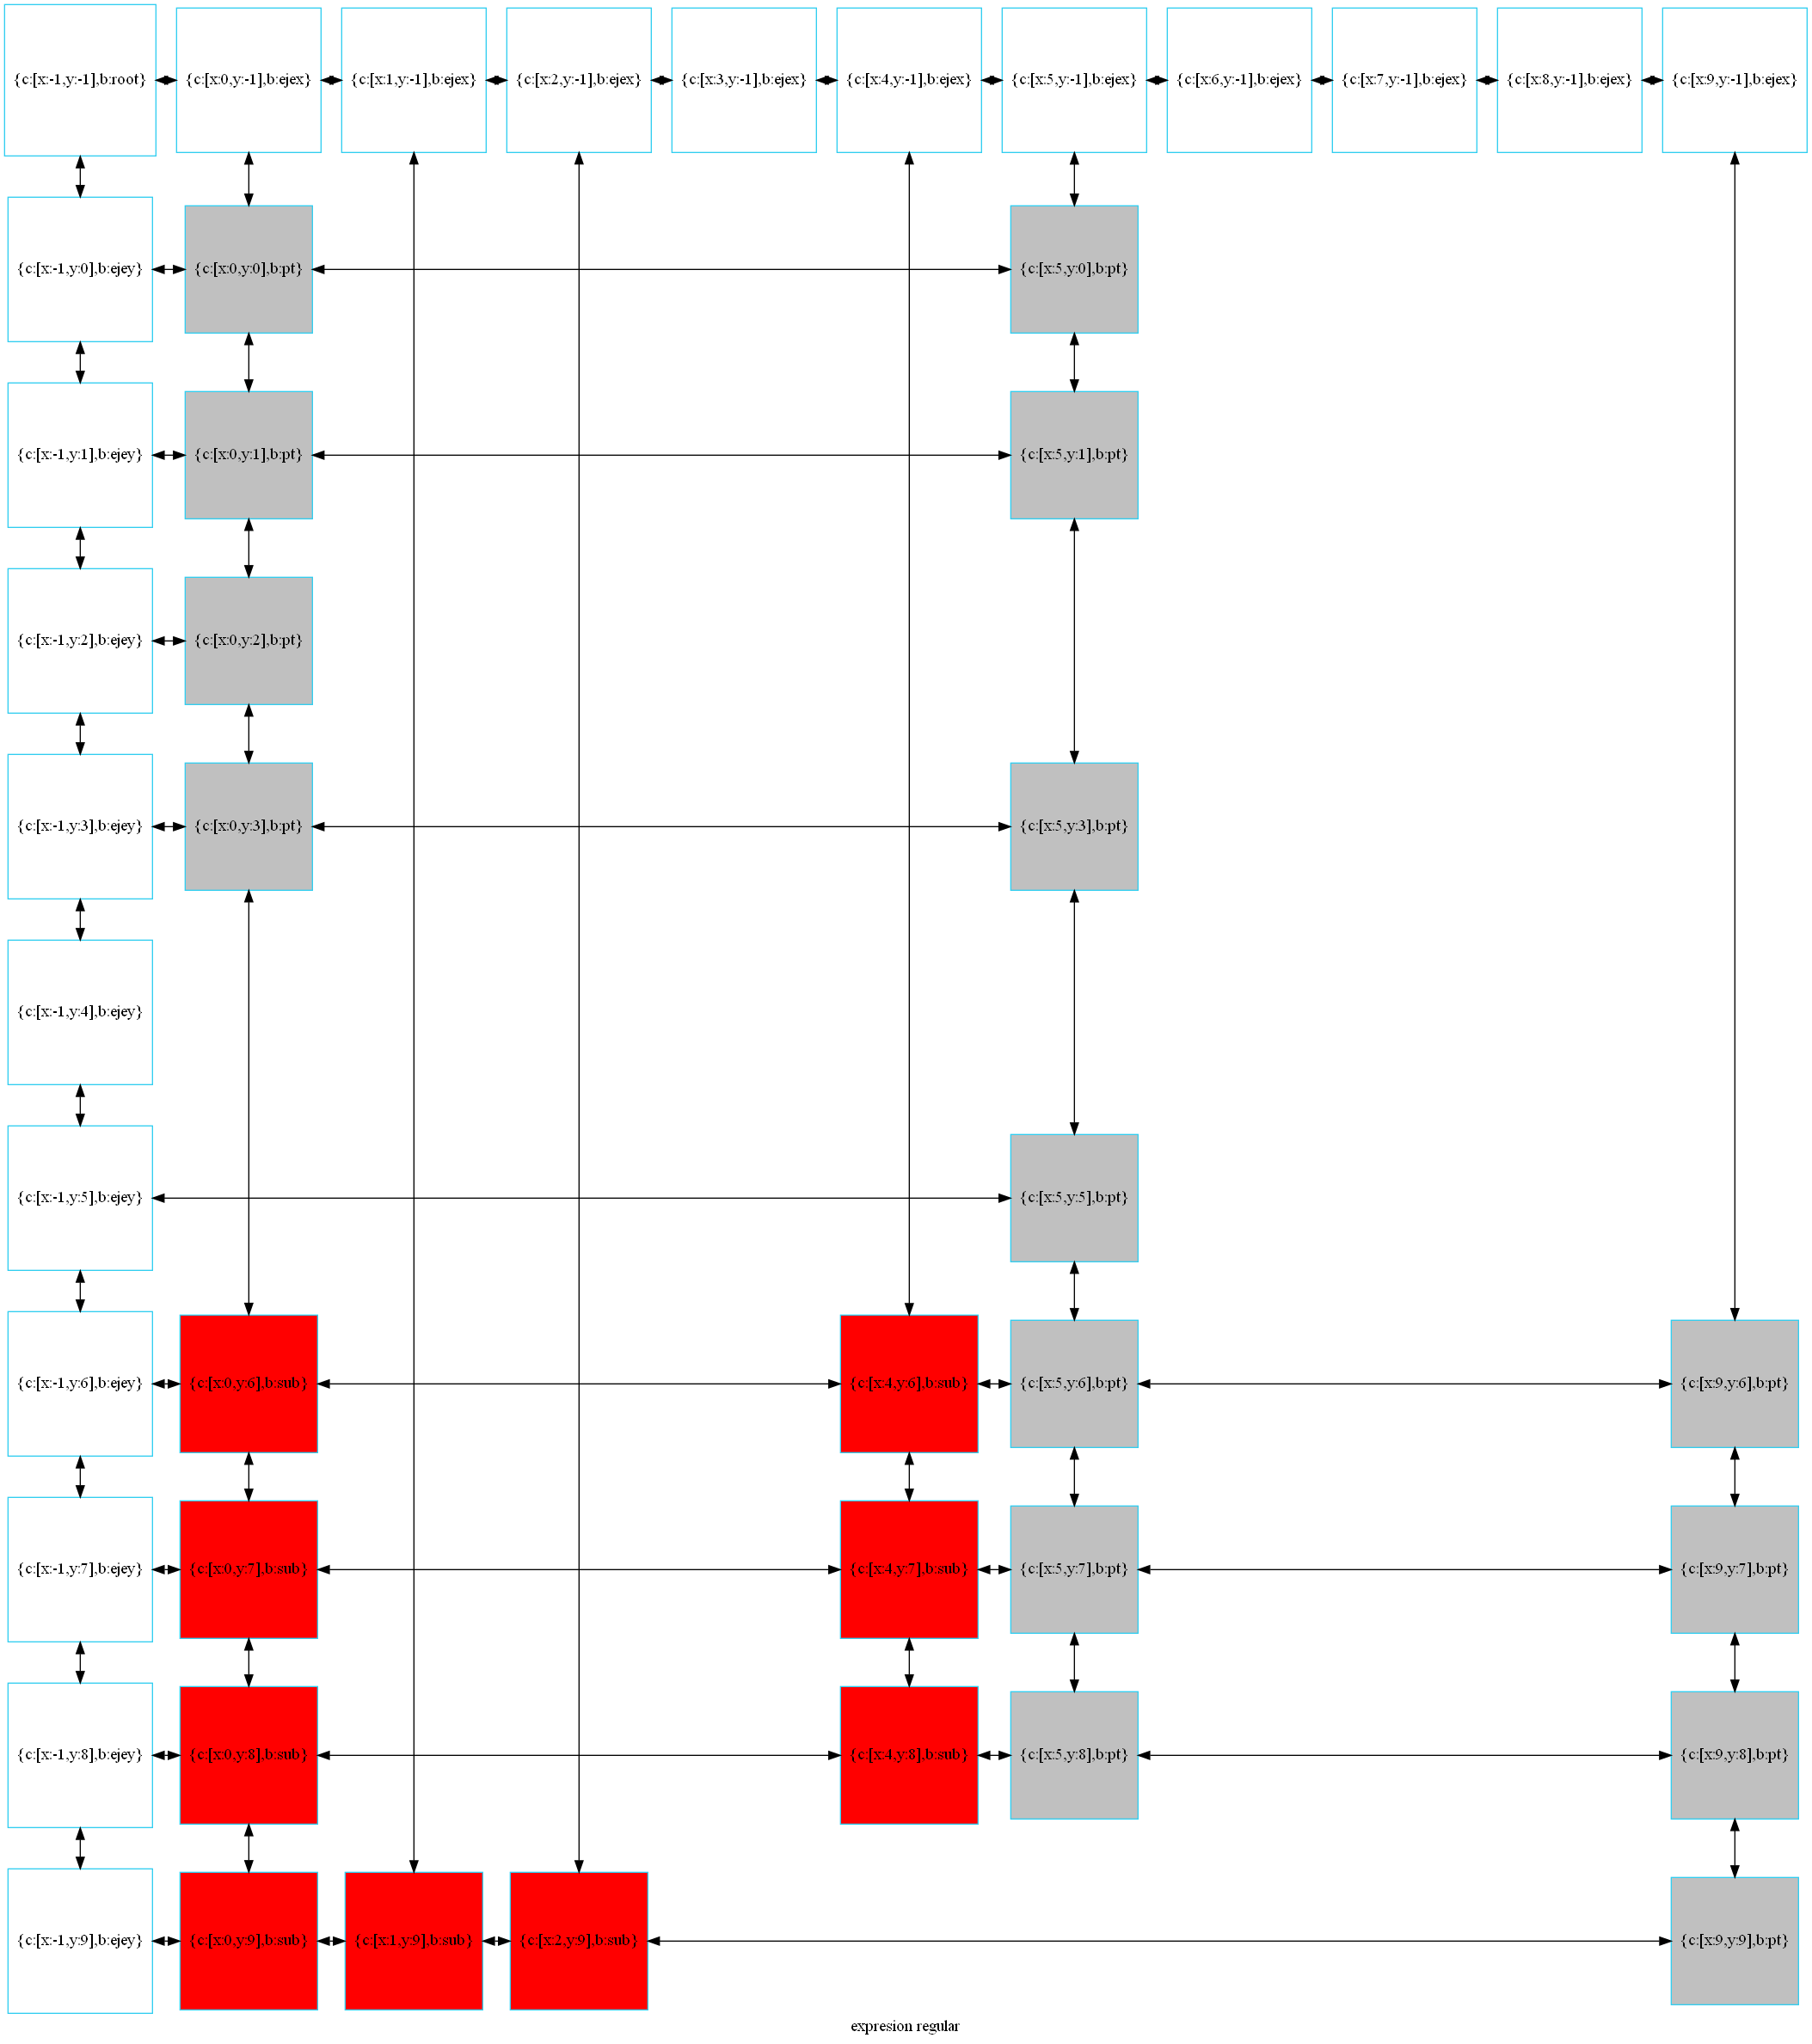 {c:[x:-1,y:-1],b:root} {c:[x:0,y:-1],b:ejex} {c:[x:1,y:-1],b:ejex} {c:[x:2,y:-1],b:ejex} {c:[x:3,y:-1],b:ejex} {c:[x:4,y:-1],b:ejex} {c:[x:5,y:-1],b:ejex} {c:[x:6,y:-1],b:ejex} {c:[x:7,y:-1],b:ejex} {c:[x:8,y:-1],b:ejex} {c:[x:9,y:-1],b:ejex}
{c:[x:-1,y:0],b:ejey} {c:[x:0,y:0],b:pt} {c:[x:5,y:0],b:pt}
{c:[x:-1,y:1],b:ejey} {c:[x:0,y:1],b:pt} {c:[x:5,y:1],b:pt}
{c:[x:-1,y:2],b:ejey} {c:[x:0,y:2],b:pt}
{c:[x:-1,y:3],b:ejey} {c:[x:0,y:3],b:pt} {c:[x:5,y:3],b:pt}
{c:[x:-1,y:4],b:ejey}
{c:[x:-1,y:5],b:ejey} {c:[x:5,y:5],b:pt}
{c:[x:-1,y:6],b:ejey} {c:[x:0,y:6],b:sub} {c:[x:4,y:6],b:sub} {c:[x:5,y:6],b:pt} {c:[x:9,y:6],b:pt}
{c:[x:-1,y:7],b:ejey} {c:[x:0,y:7],b:sub} {c:[x:4,y:7],b:sub} {c:[x:5,y:7],b:pt} {c:[x:9,y:7],b:pt}
{c:[x:-1,y:8],b:ejey} {c:[x:0,y:8],b:sub} {c:[x:4,y:8],b:sub} {c:[x:5,y:8],b:pt} {c:[x:9,y:8],b:pt}
{c:[x:-1,y:9],b:ejey} {c:[x:0,y:9],b:sub} {c:[x:1,y:9],b:sub} {c:[x:2,y:9],b:sub} {c:[x:9,y:9],b:pt}
expresion regular